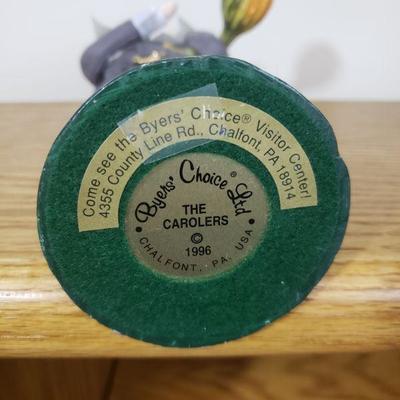 Come see the Byers' Choice® Visitor Center!
4355 County Line Rd., Chalfont, PA 18914
Byers' Choice® Ltd
THE
CAROLERS
©
1996
• CHALFONT, PA. USA •